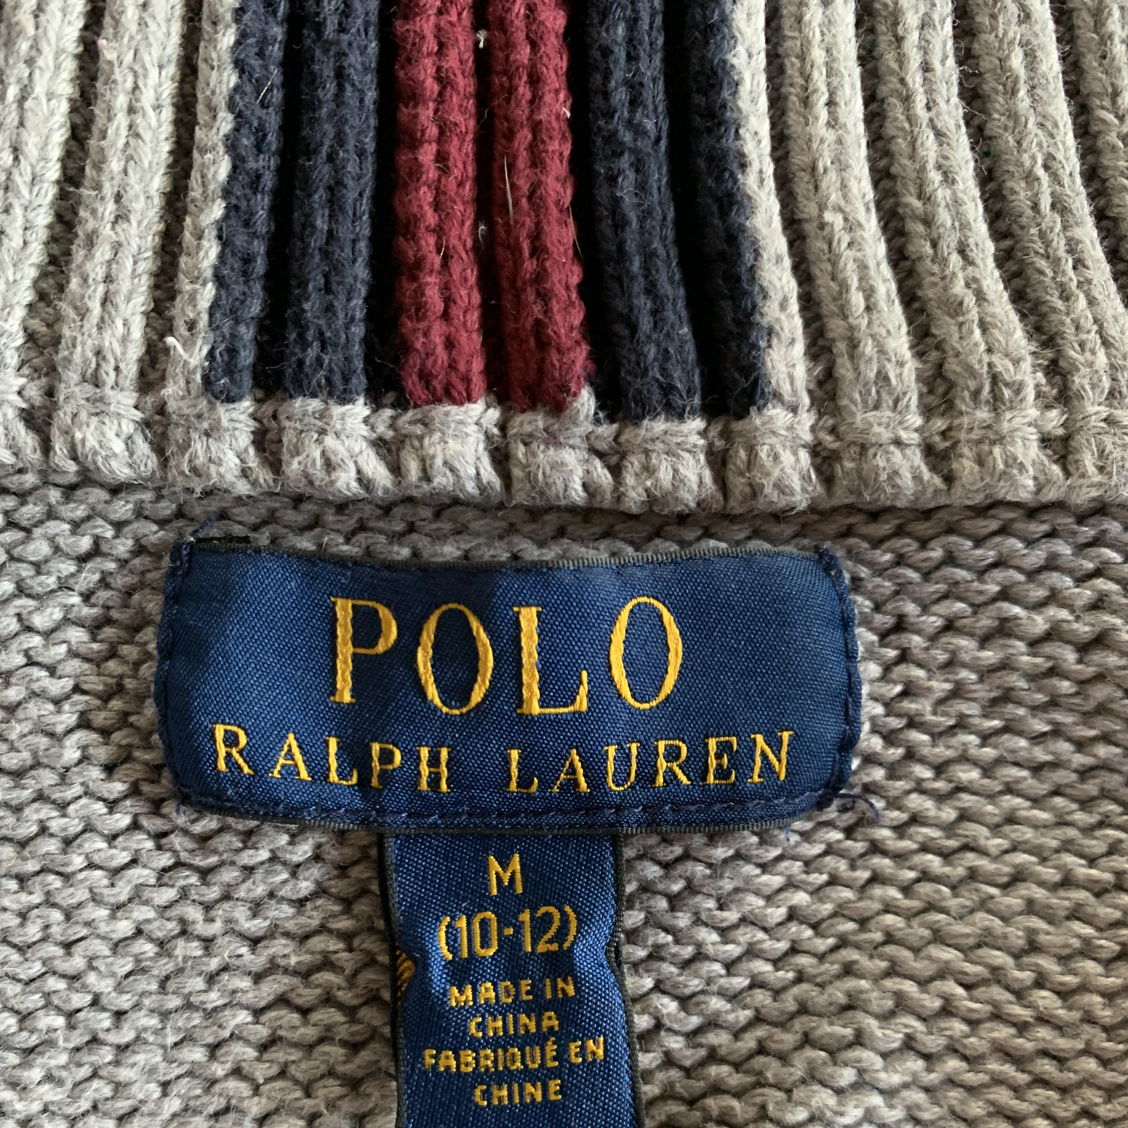 POLO
RALPH LAUREN
M
(10-12)
MADE IN
CHINA
FABRIQUÉ EN
CHINE